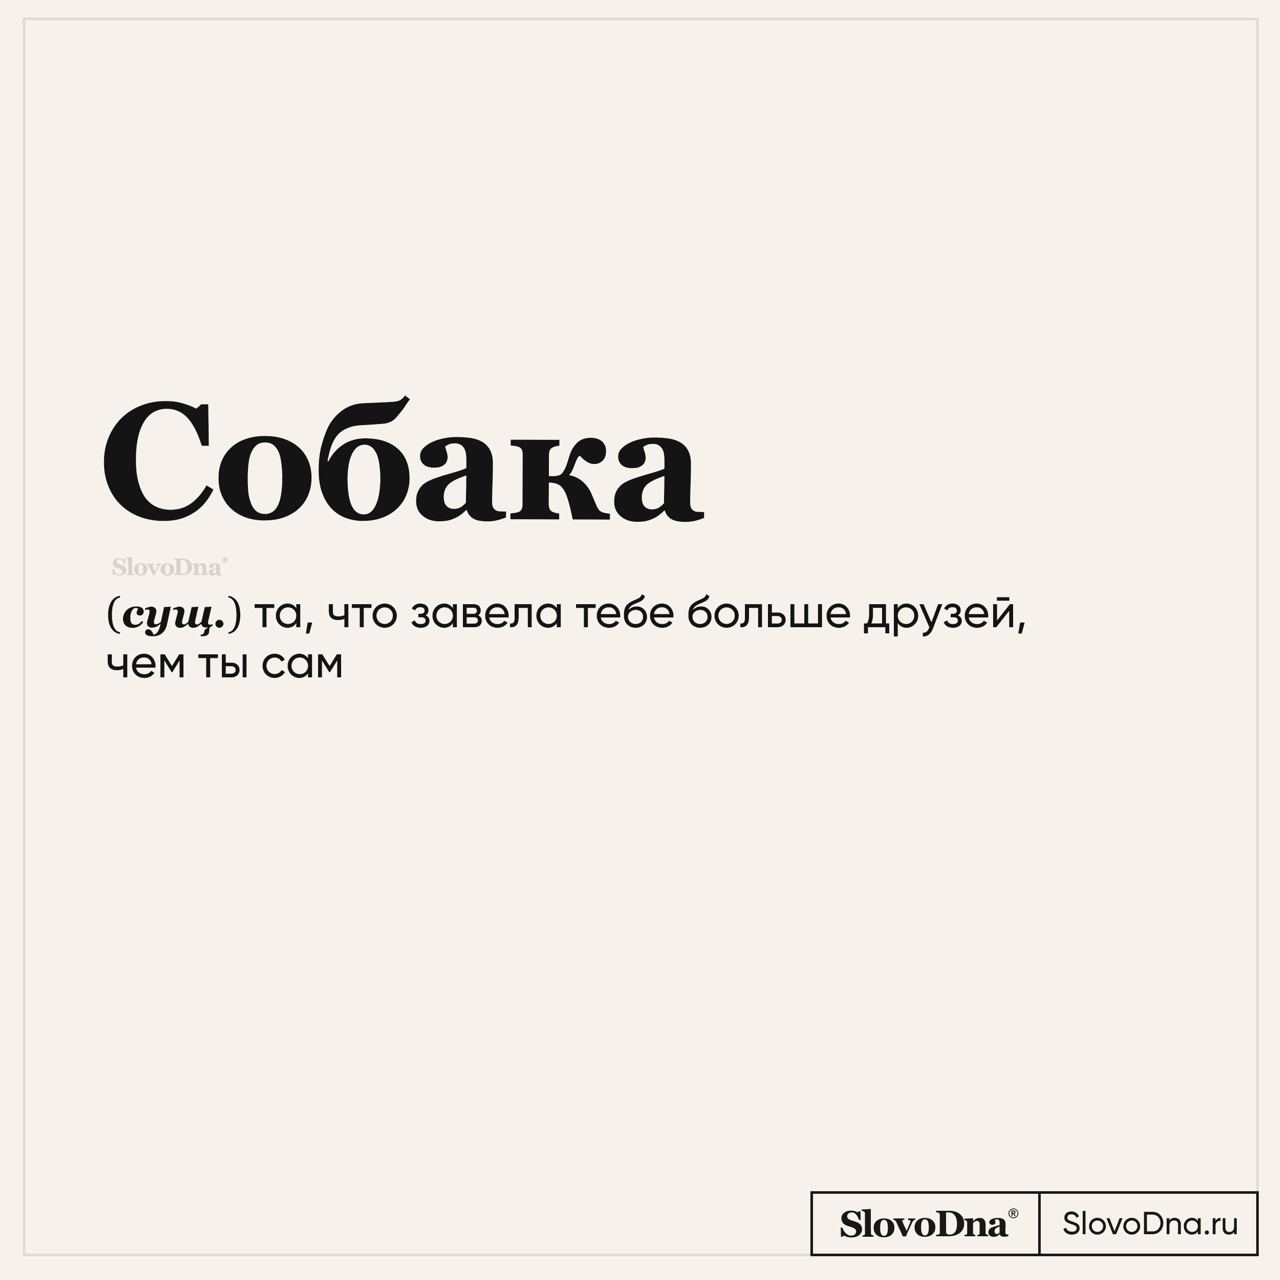 Собака
SlovoDna®
(сущ.) та, что завела тебе больше друзей,
чем ты сам
SlovoDna® SlovoDna.ru